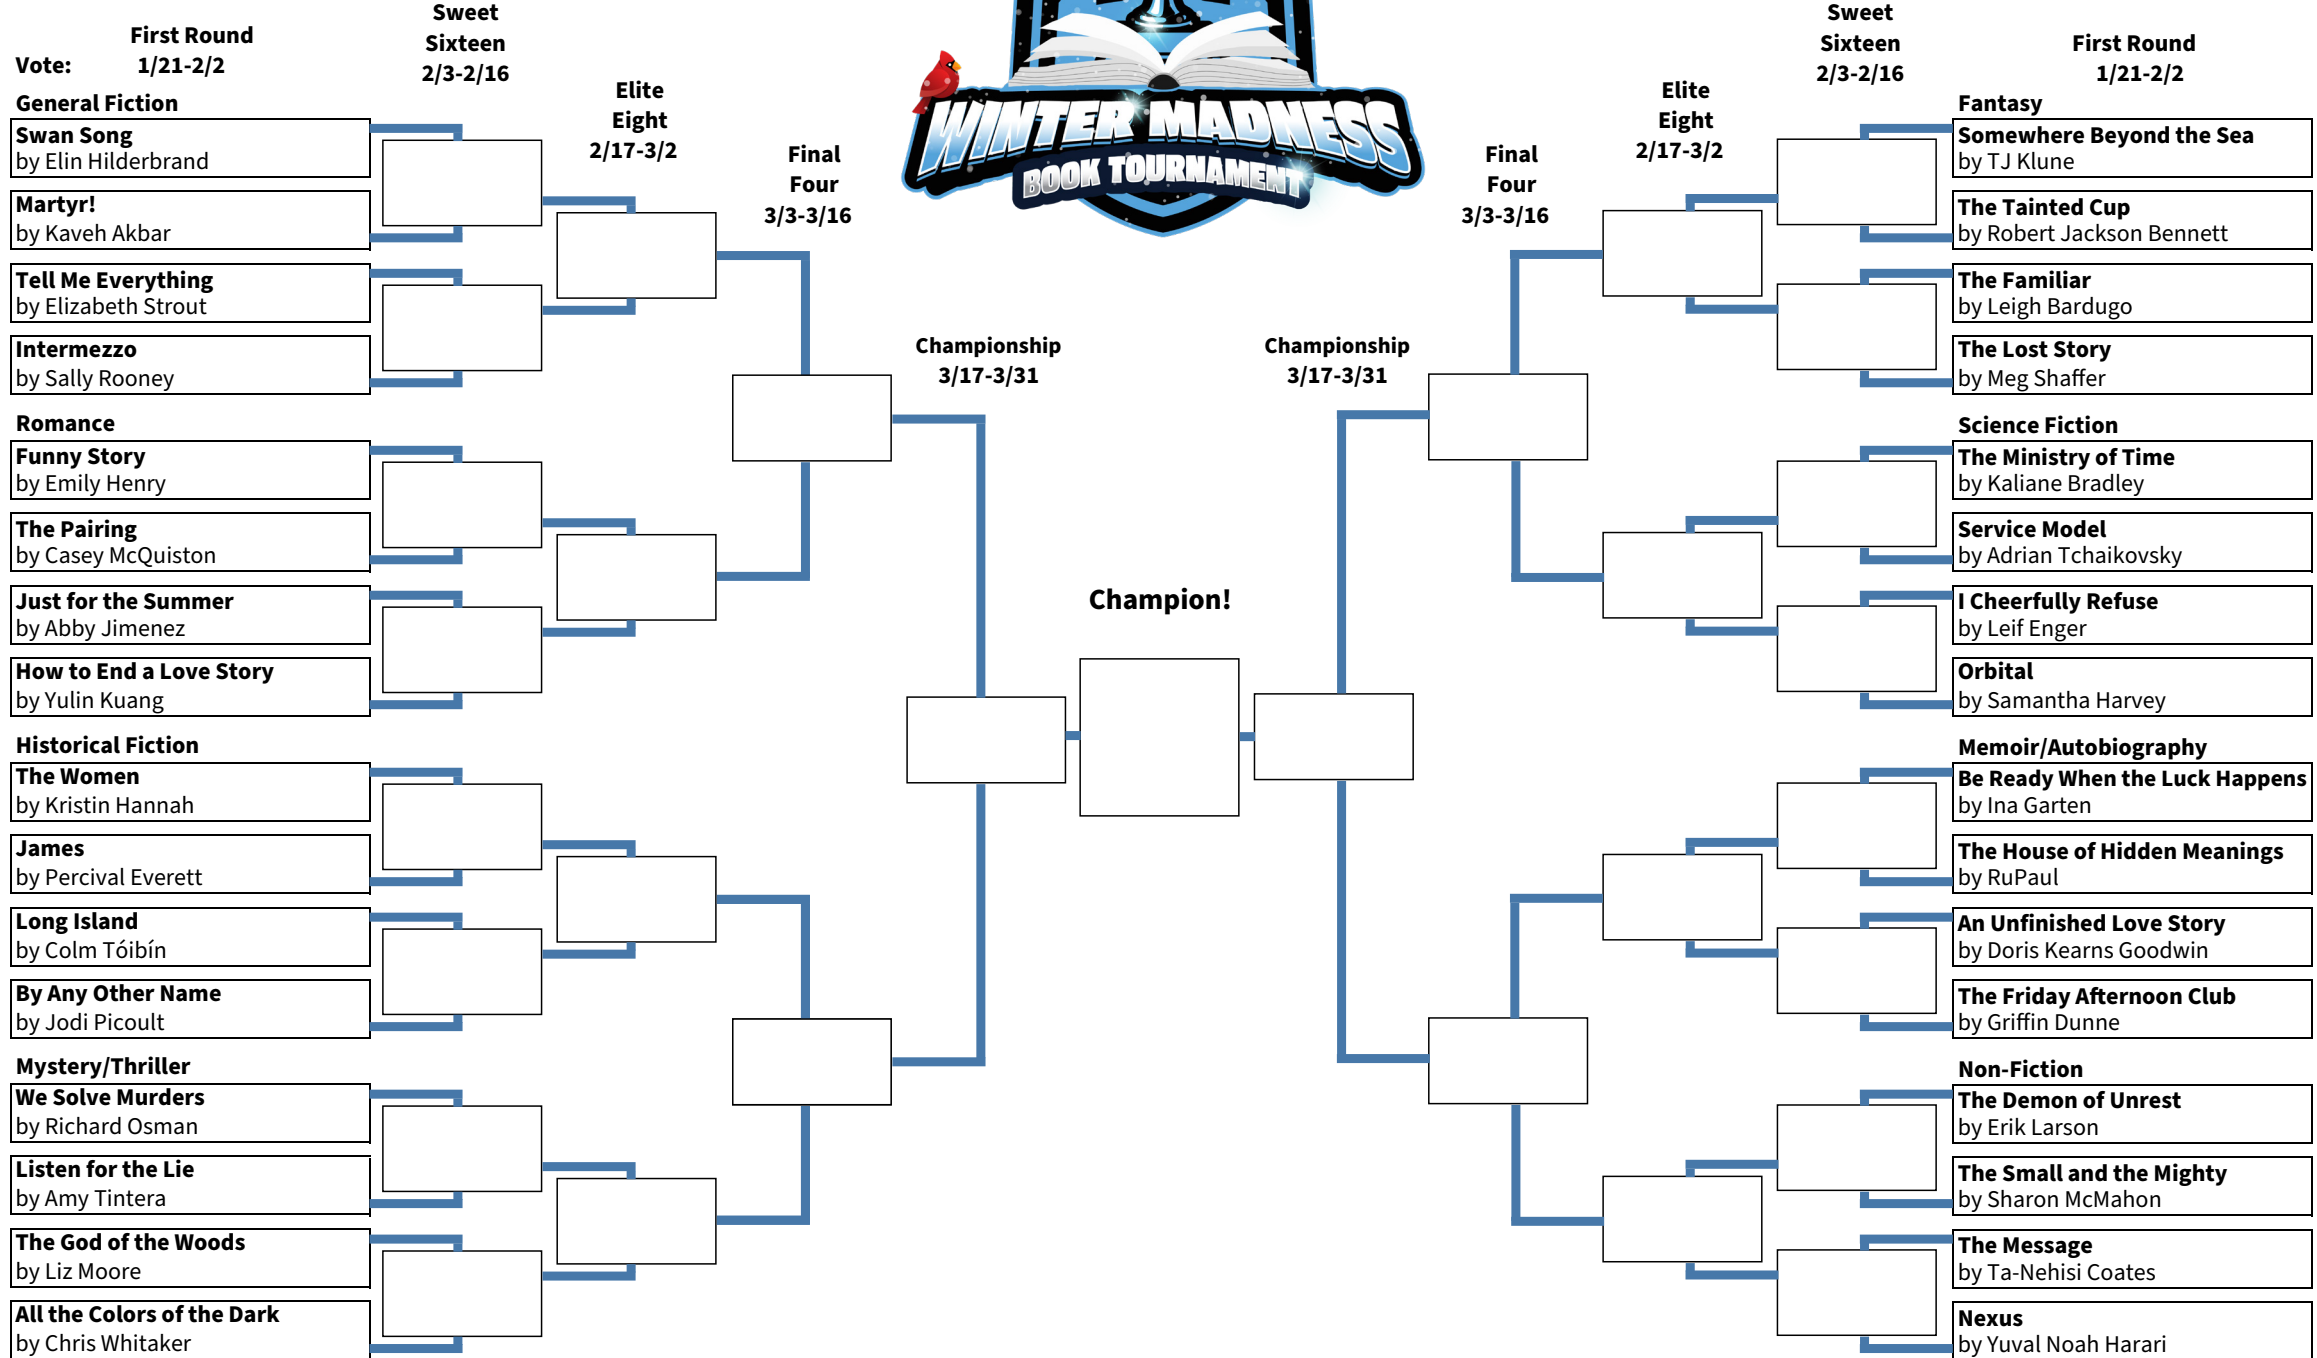 WINTER MADNESS
BOOK TOURNAMENT
Vote:
First Round
1/21-2/2
Sweet
Sixteen
2/3-2/16
Elite
Eight
2/17-3/2
Final
Four
3/3-3/16
Championship
3/17-3/31
General Fiction
Swan Song
by Elin Hilderbrand
Martyr!
by Kaveh Akbar
Tell Me Everything
by Elizabeth Strout
Intermezzo
by Sally Rooney
Romance
Funny Story
by Emily Henry
The Pairing
by Casey McQuiston
Just for the Summer
by Abby Jimenez
How to End a Love Story
by Yulin Kuang
Historical Fiction
The Women
by Kristin Hannah
James
by Percival Everett
Long Island
by Colm Tóibín
By Any Other Name
by Jodi Picoult
Mystery/Thriller
We Solve Murders
by Richard Osman
Listen for the Lie
by Amy Tintera
The God of the Woods
by Liz Moore
All the Colors of the Dark
by Chris Whitaker
Champion!
Championship
3/17-3/31
Final
Four
3/3-3/16
Elite
Eight
2/17-3/2
Sweet
Sixteen
2/3-2/16
First Round
1/21-2/2
Fantasy
Somewhere Beyond the Sea
by TJ Klune
The Tainted Cup
by Robert Jackson Bennett
The Familiar
by Leigh Bardugo
The Lost Story
by Meg Shaffer
Science Fiction
The Ministry of Time
by Kaliane Bradley
Service Model
by Adrian Tchaikovsky
I Cheerfully Refuse
by Leif Enger
Orbital
by Samantha Harvey
Memoir/Autobiography
Be Ready When the Luck Happens
by Ina Garten
The House of Hidden Meanings
by RuPaul
An Unfinished Love Story
by Doris Kearns Goodwin
The Friday Afternoon Club
by Griffin Dunne
Non-Fiction
The Demon of Unrest
by Erik Larson
The Small and the Mighty
by Sharon McMahon
The Message
by Ta-Nehisi Coates
Nexus
by Yuval Noah Harari